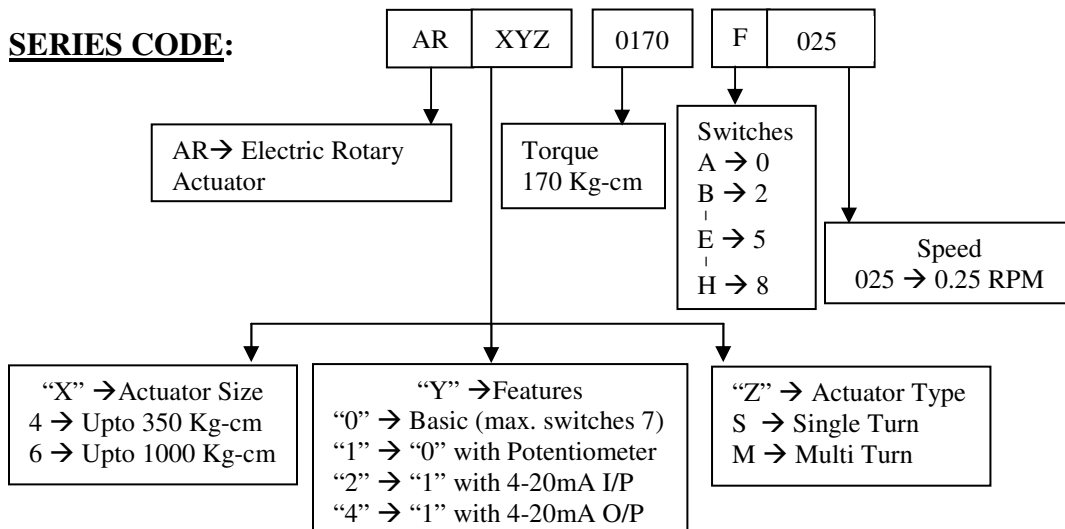 SERIES CODE:
AR XYZ 0170 F 025
AR→ Electric Rotary
Actuator
Torque
170 Kg-cm
Switches
A → 0
B → 2
E → 5
H → 8
Speed
025 → 0.25 RPM
“X” →Actuator Size
4 → Upto 350 Kg-cm
6 → Upto 1000 Kg-cm
“Y” →Features
“0” → Basic (max. switches 7)
“1” → “0” with Potentiometer
“2” → “1” with 4-20mA I/P
“4” → “1” with 4-20mA O/P
“Z” → Actuator Type
S → Single Turn
M → Multi Turn